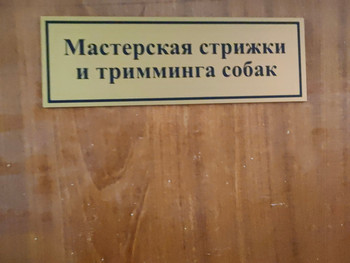 Мастерская стрижки
и тримминга собак